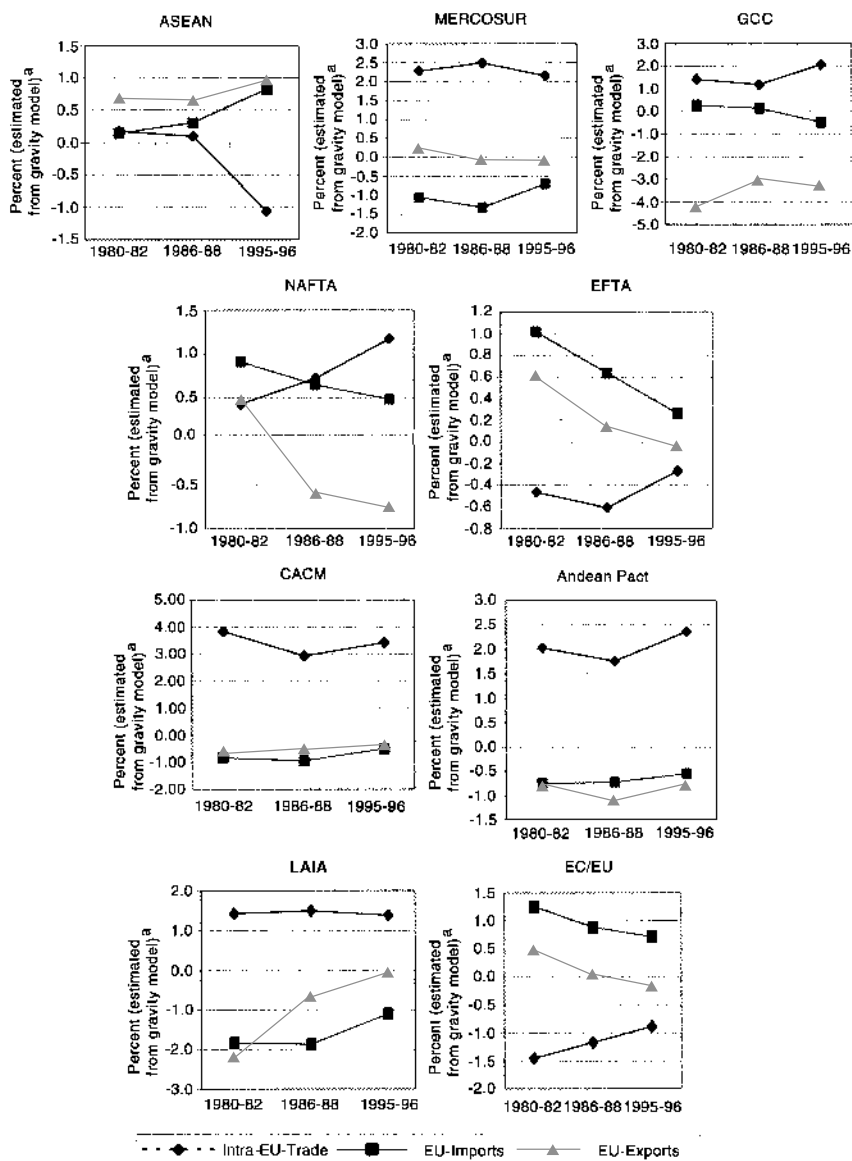 ASEAN
Percent (estimated
from gravity model)a
1.5
1.0
0.5
0.0
-0.5
-1.0
-1.5
1980-82 1986-88 1995-96
MERCOSUR
Percent (estimated
from gravity model)a
3.0
2.5
2.0
1.5
1.0
0.5
0.0
-0.5
-1.0
-1.5
-2.0
1980-82 1986-88 1995-96
GCC
Percent (estimated
from gravity model)a
4.0
3.0
2.0
1.0
0.0
-1.0
-2.0
-3.0
-4.0
-5.0
1980-82 1986-88 1995-96
NAFTA
Percent (estimated
from gravity model)a
1.5
1.0
0.5
0.0
-0.5
-1.0
1980-82 1986-88 1995-96
EFTA
Percent (estimated
from gravity model)a
1.2
1.0
0.8
0.6
0.4
0.2
0.0
-0.2
-0.4
-0.6
-0.8
1980-82 1986-88 1995-96
CACM
Percent (estimated
from gravity model)a
5.00
4.00
3.00
2.00
1.00
-0.00
-1.00
-2.00
1980-82 1986-88 1995-96
Andean Pact
Percent (estimated
from gravity model)a
3.0
2.5
2.0
1.5
1.0
0.0
-0.5
-1.0
-1.5
1980-82 1986-88 1995-96
LAIA
Percent (estimated
from gravity model)a
2.0
1.0
0.0
-1.0
-2.0
-3.0
1980-82 1986-88 1995-96
EC/EU
Percent (estimated
from gravity model)a
1.5
1.0
0.5
0.0
-0.5
-1.0
-1.5
-2.0
1980-82 1986-88 1995-96
Intra-EU-Trade EU-Imports EU-Exports